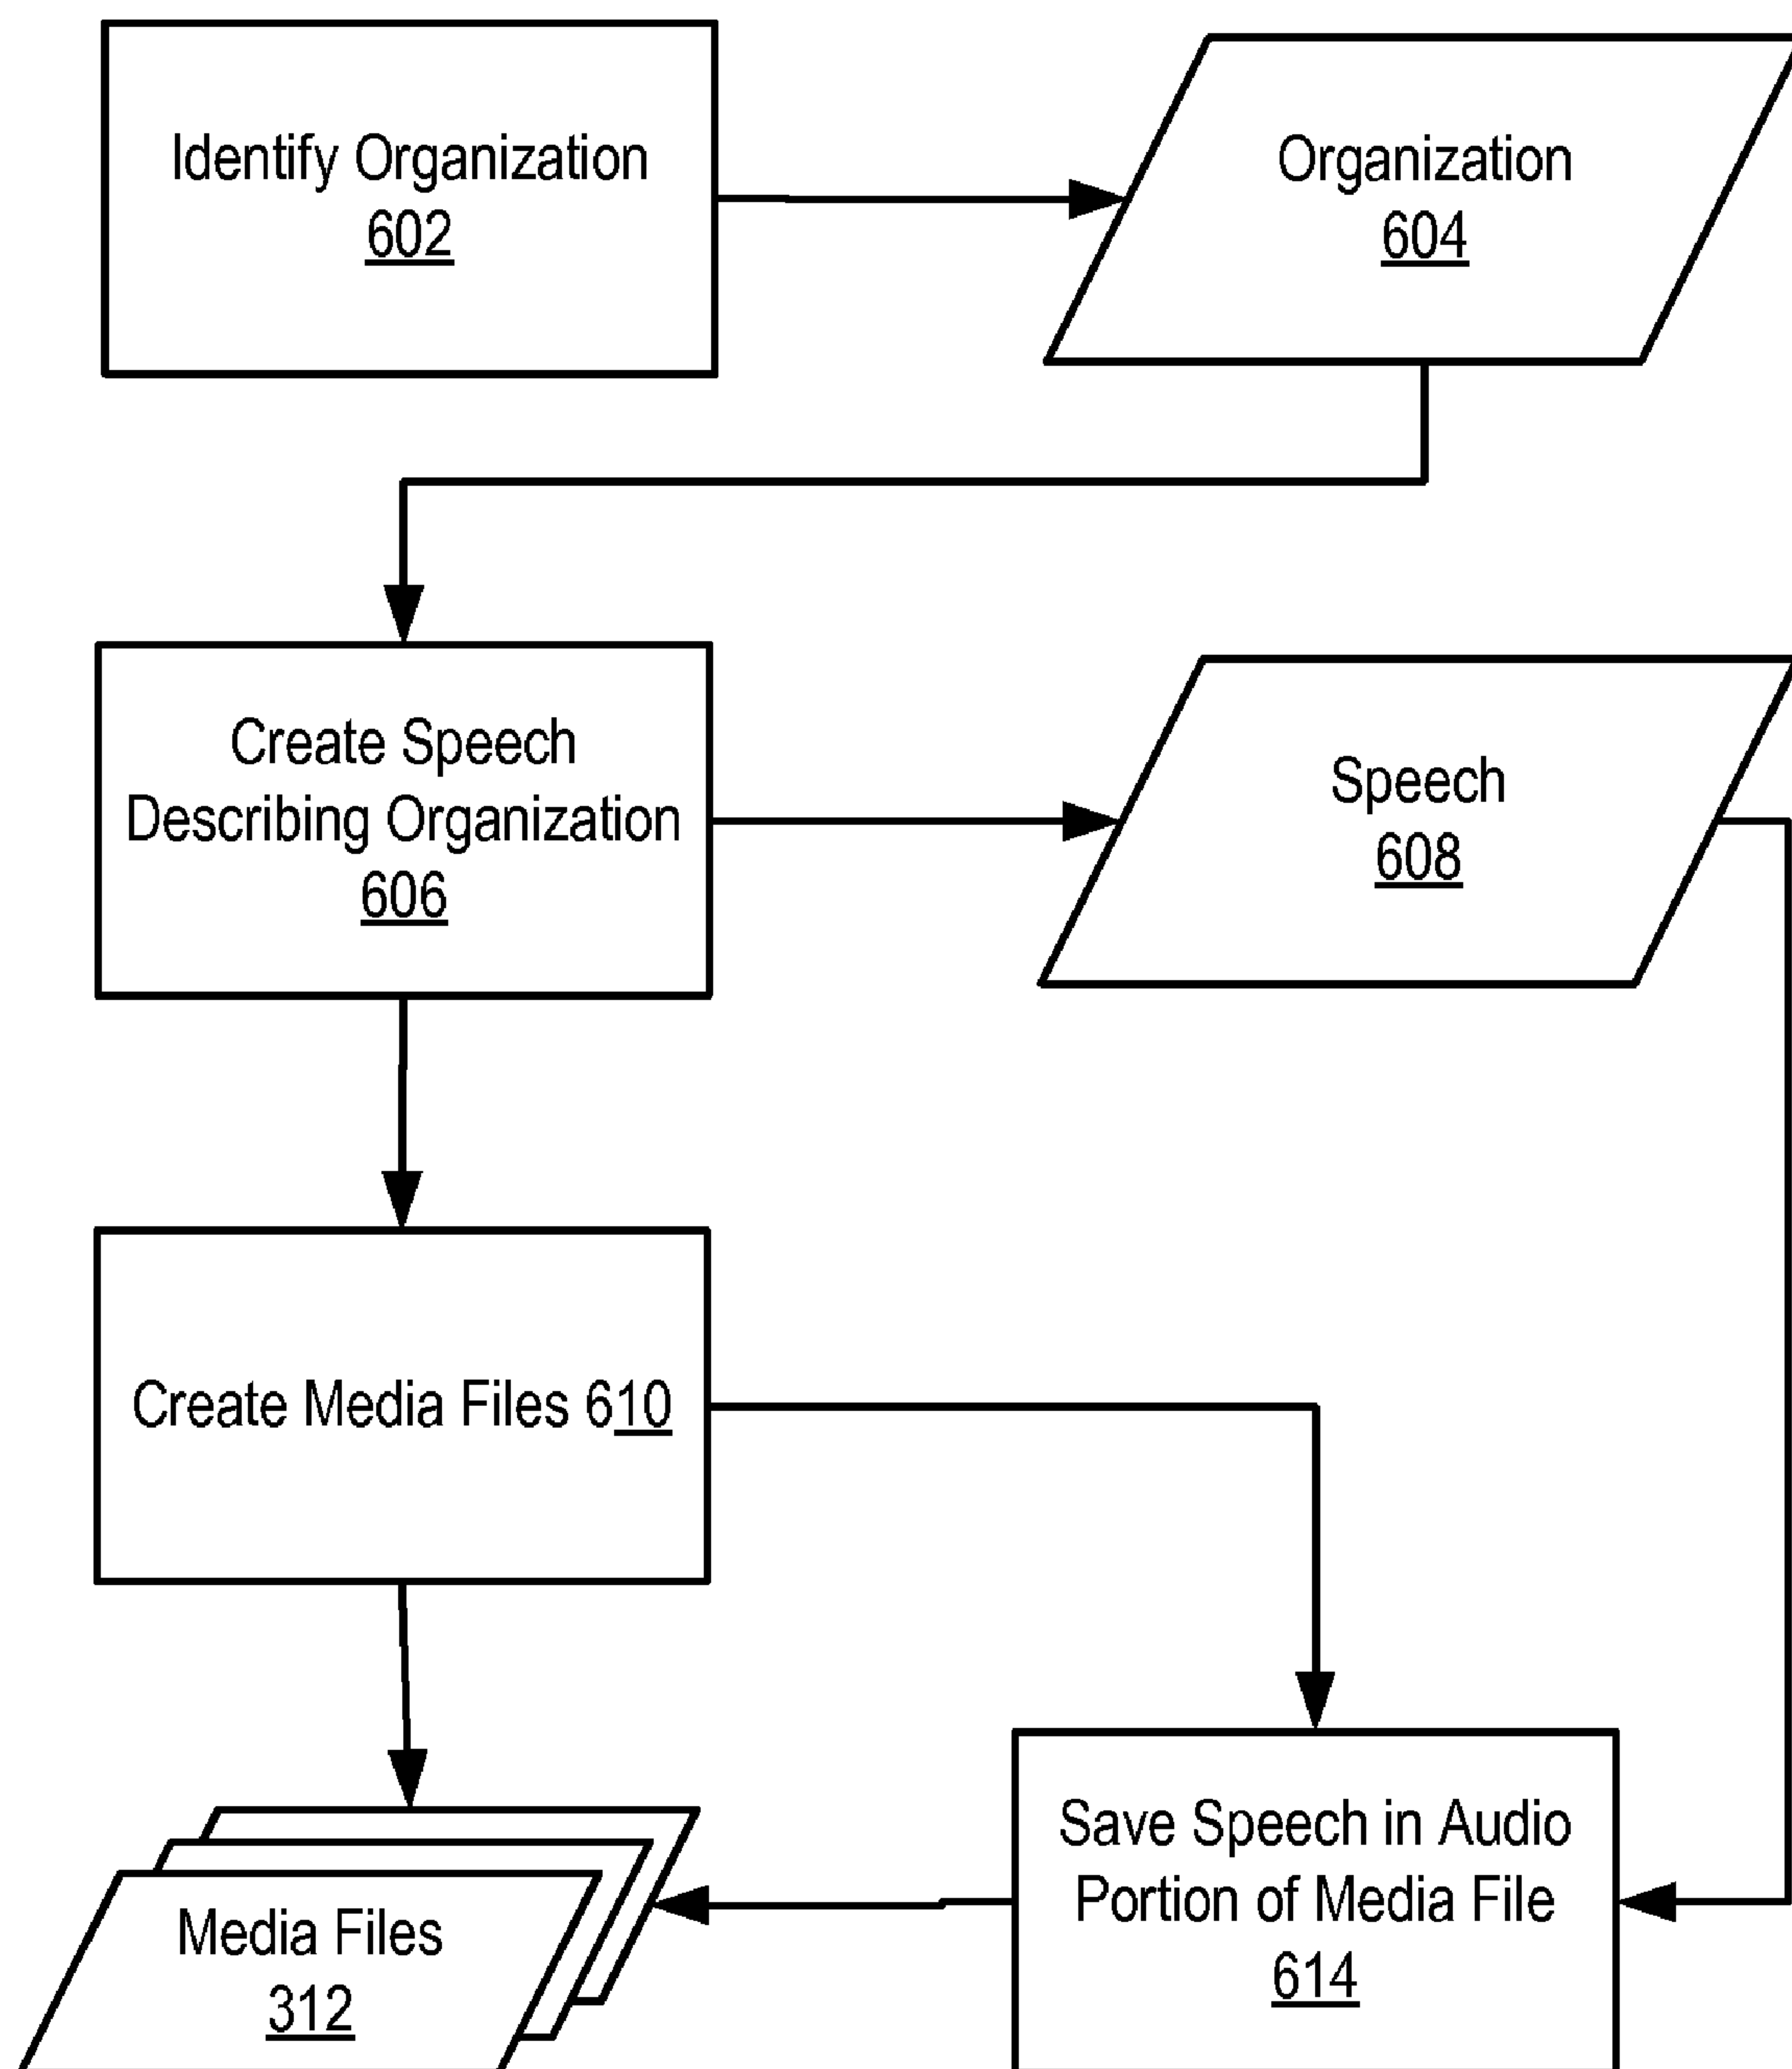 Identify Organization
602
Organization
604
Create Speech
Describing Organization
606
Speech
608
Create Media Files 610
Save Speech in Audio
Portion of Media File
614
Media Files
312